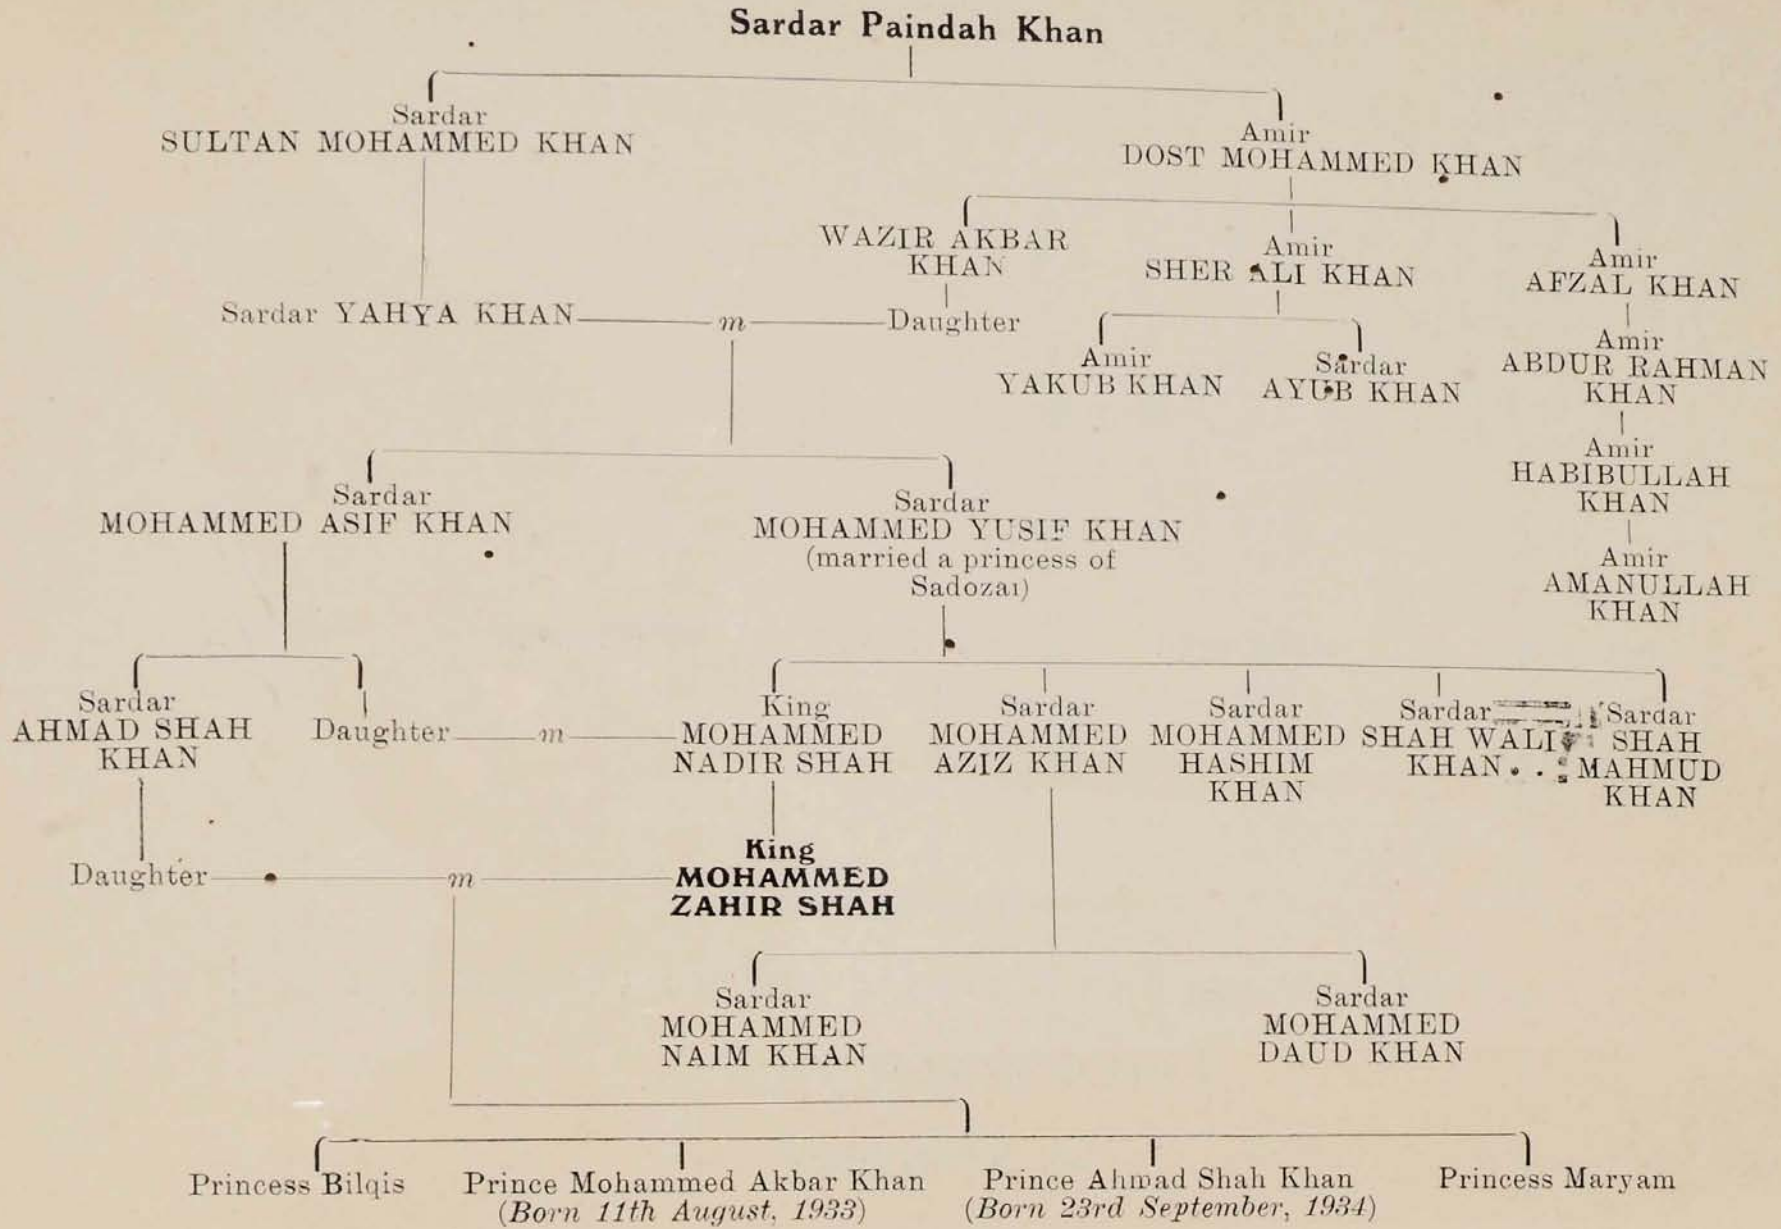 Sardar Paindah Khan
Sardar
SULTAN MOHAMMED KHAN
Amir
DOST MOHAMMED KHAN
WAZIR AKBAR
KHAN
Amir
SHER ALI KHAN
Amir
AFZAL KHAN
Sardar YAHYA KHAN m Daughter
Amir
YAKUB KHAN
Sardar
AYUB KHAN
Amir
ABDUR RAHMAN
KHAN
Amir
HABIBULLAH
KHAN
Amir
AMANULLAH
KHAN
Sardar
MOHAMMED ASIF KHAN
Sardar
MOHAMMED YUSIF KHAN
(married a princess of
Sadozai)
Sardar
AHMAD SHAH
KHAN
Daughter m
King
MOHAMMED
NADIR SHAH
Sardar
MOHAMMED
AZIZ KHAN
Sardar
MOHAMMED
HASHIM
KHAN
Sardar
SHAH WALI
KHAN
Sardar
SHAH
MAHMUD
KHAN
Daughter m
King
MOHAMMED
ZAHIR SHAH
Sardar
MOHAMMED
NAIM KHAN
Sardar
MOHAMMED
DAUD KHAN
Princess Bilqis
Prince Mohammed Akbar Khan
(Born 11th August, 1933)
Prince Ahmad Shah Khan
(Born 23rd September, 1934)
Princess Maryam